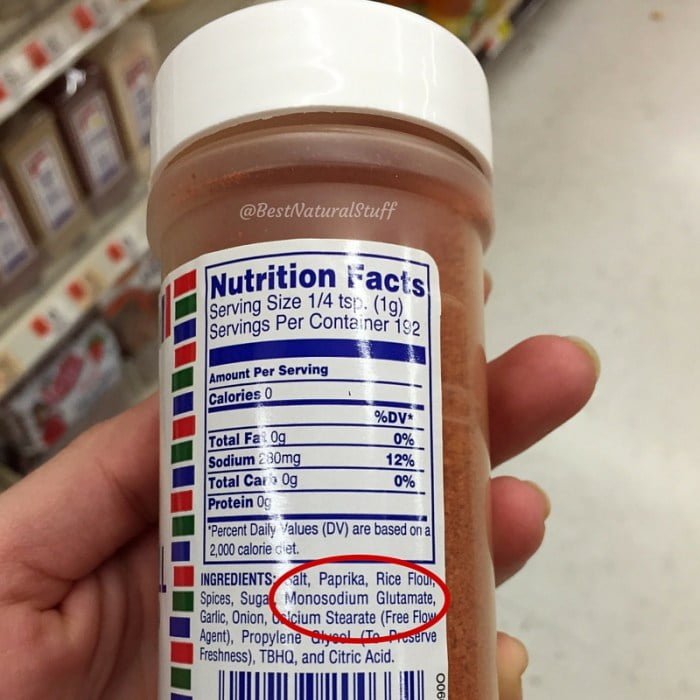 @BestNaturalStuff
Nutrition Facts
Serving Size 1/4 tsp. (1g)
Servings Per Container 192
Amount Per Serving
Calories 0
%DV*
Total Fat 0g 0%
Sodium 280mg 12%
Total Carb 0g 0%
Protein 0g
*Percent Daily Values (DV) are based on a
2,000 calorie diet.
INGREDIENTS: Salt, Paprika, Rice Flour,
Spices, Sugar, Monosodium Glutamate,
Garlic, Onion, Calcium Stearate (Free Flow
Agent), Propylene Glycol (To Preserve
Freshness), TBHQ, and Citric Acid.